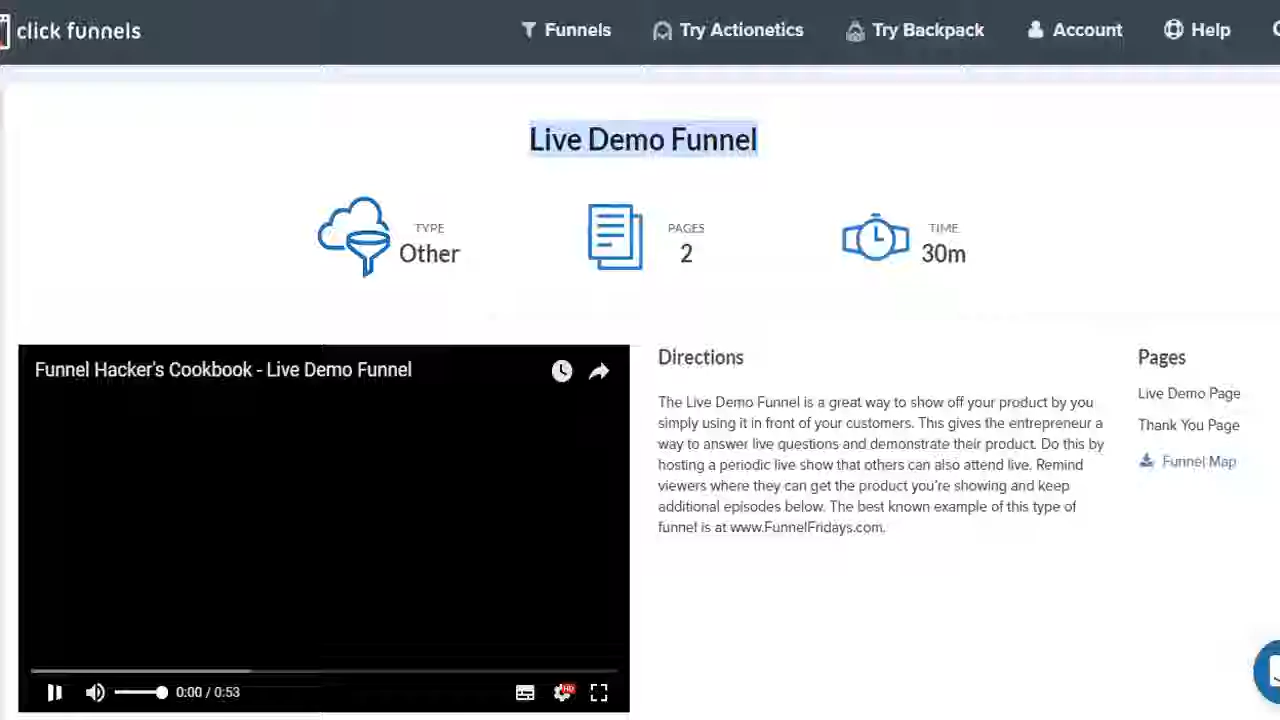 click funnels
Funnels
Try Actionetics
Try Backpack
Account
Help
Live Demo Funnel
TYPE
Other
PAGES
2
TIME
30m
Funnel Hacker's Cookbook - Live Demo Funnel
0:00 / 0:53
HD
Directions
The Live Demo Funnel is a great way to show off your product by you
simply using it in front of your customers. This gives the entrepreneur a
way to answer live questions and demonstrate their product. Do this by
hosting a periodic live show that others can also attend live. Remind
viewers where they can get the product you're showing and keep
additional episodes below. The best known example of this type of
funnel is at www.FunnelFridays.com.
Pages
Live Demo Page
Thank You Page
Funnel Map